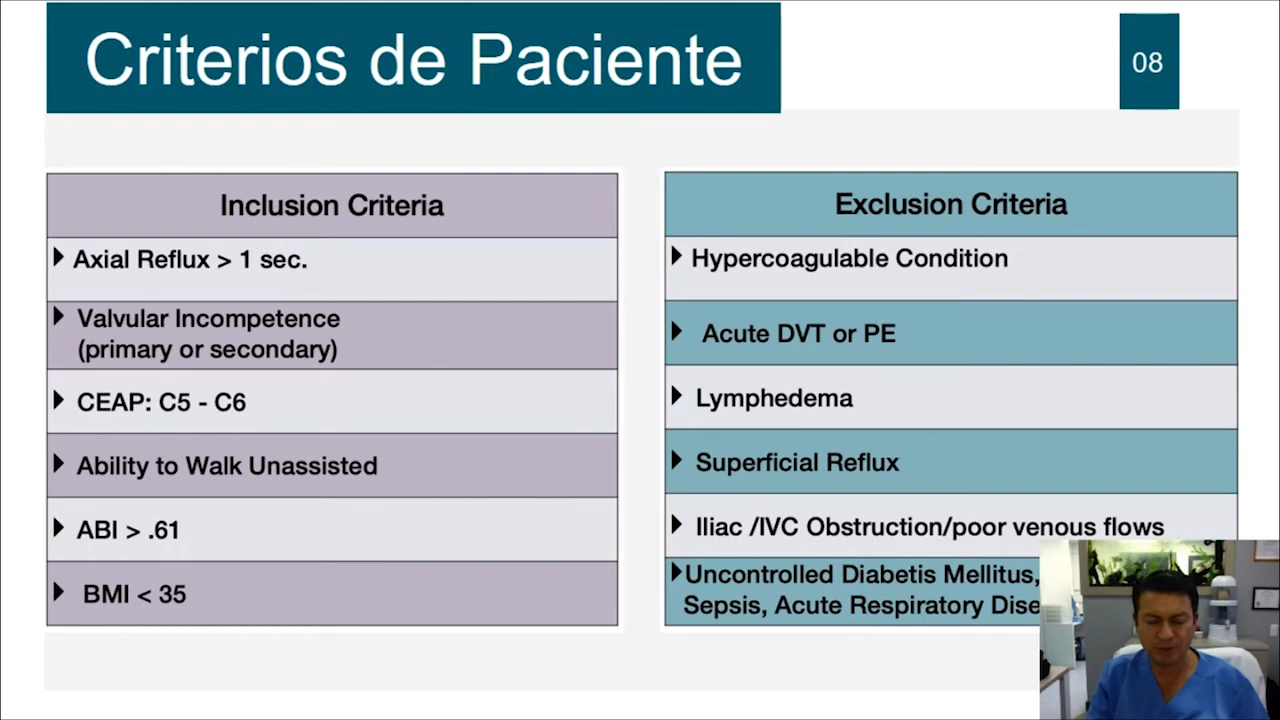 Criterios de Paciente
08
Inclusion Criteria
Axial Reflux > 1 sec.
Valvular Incompetence
(primary or secondary)
CEAP: C5 - C6
Ability to Walk Unassisted
ABI > .61
BMI < 35
Exclusion Criteria
Hypercoagulable Condition
Acute DVT or PE
Lymphedema
Superficial Reflux
Iliac /IVC Obstruction/poor venous flows
Uncontrolled Diabetis Mellitus,
Sepsis, Acute Respiratory